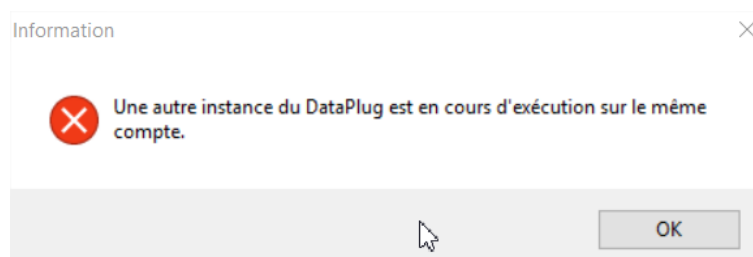 Information
Une autre instance du DataPlug est en cours d'exécution sur le même
compte.
OK